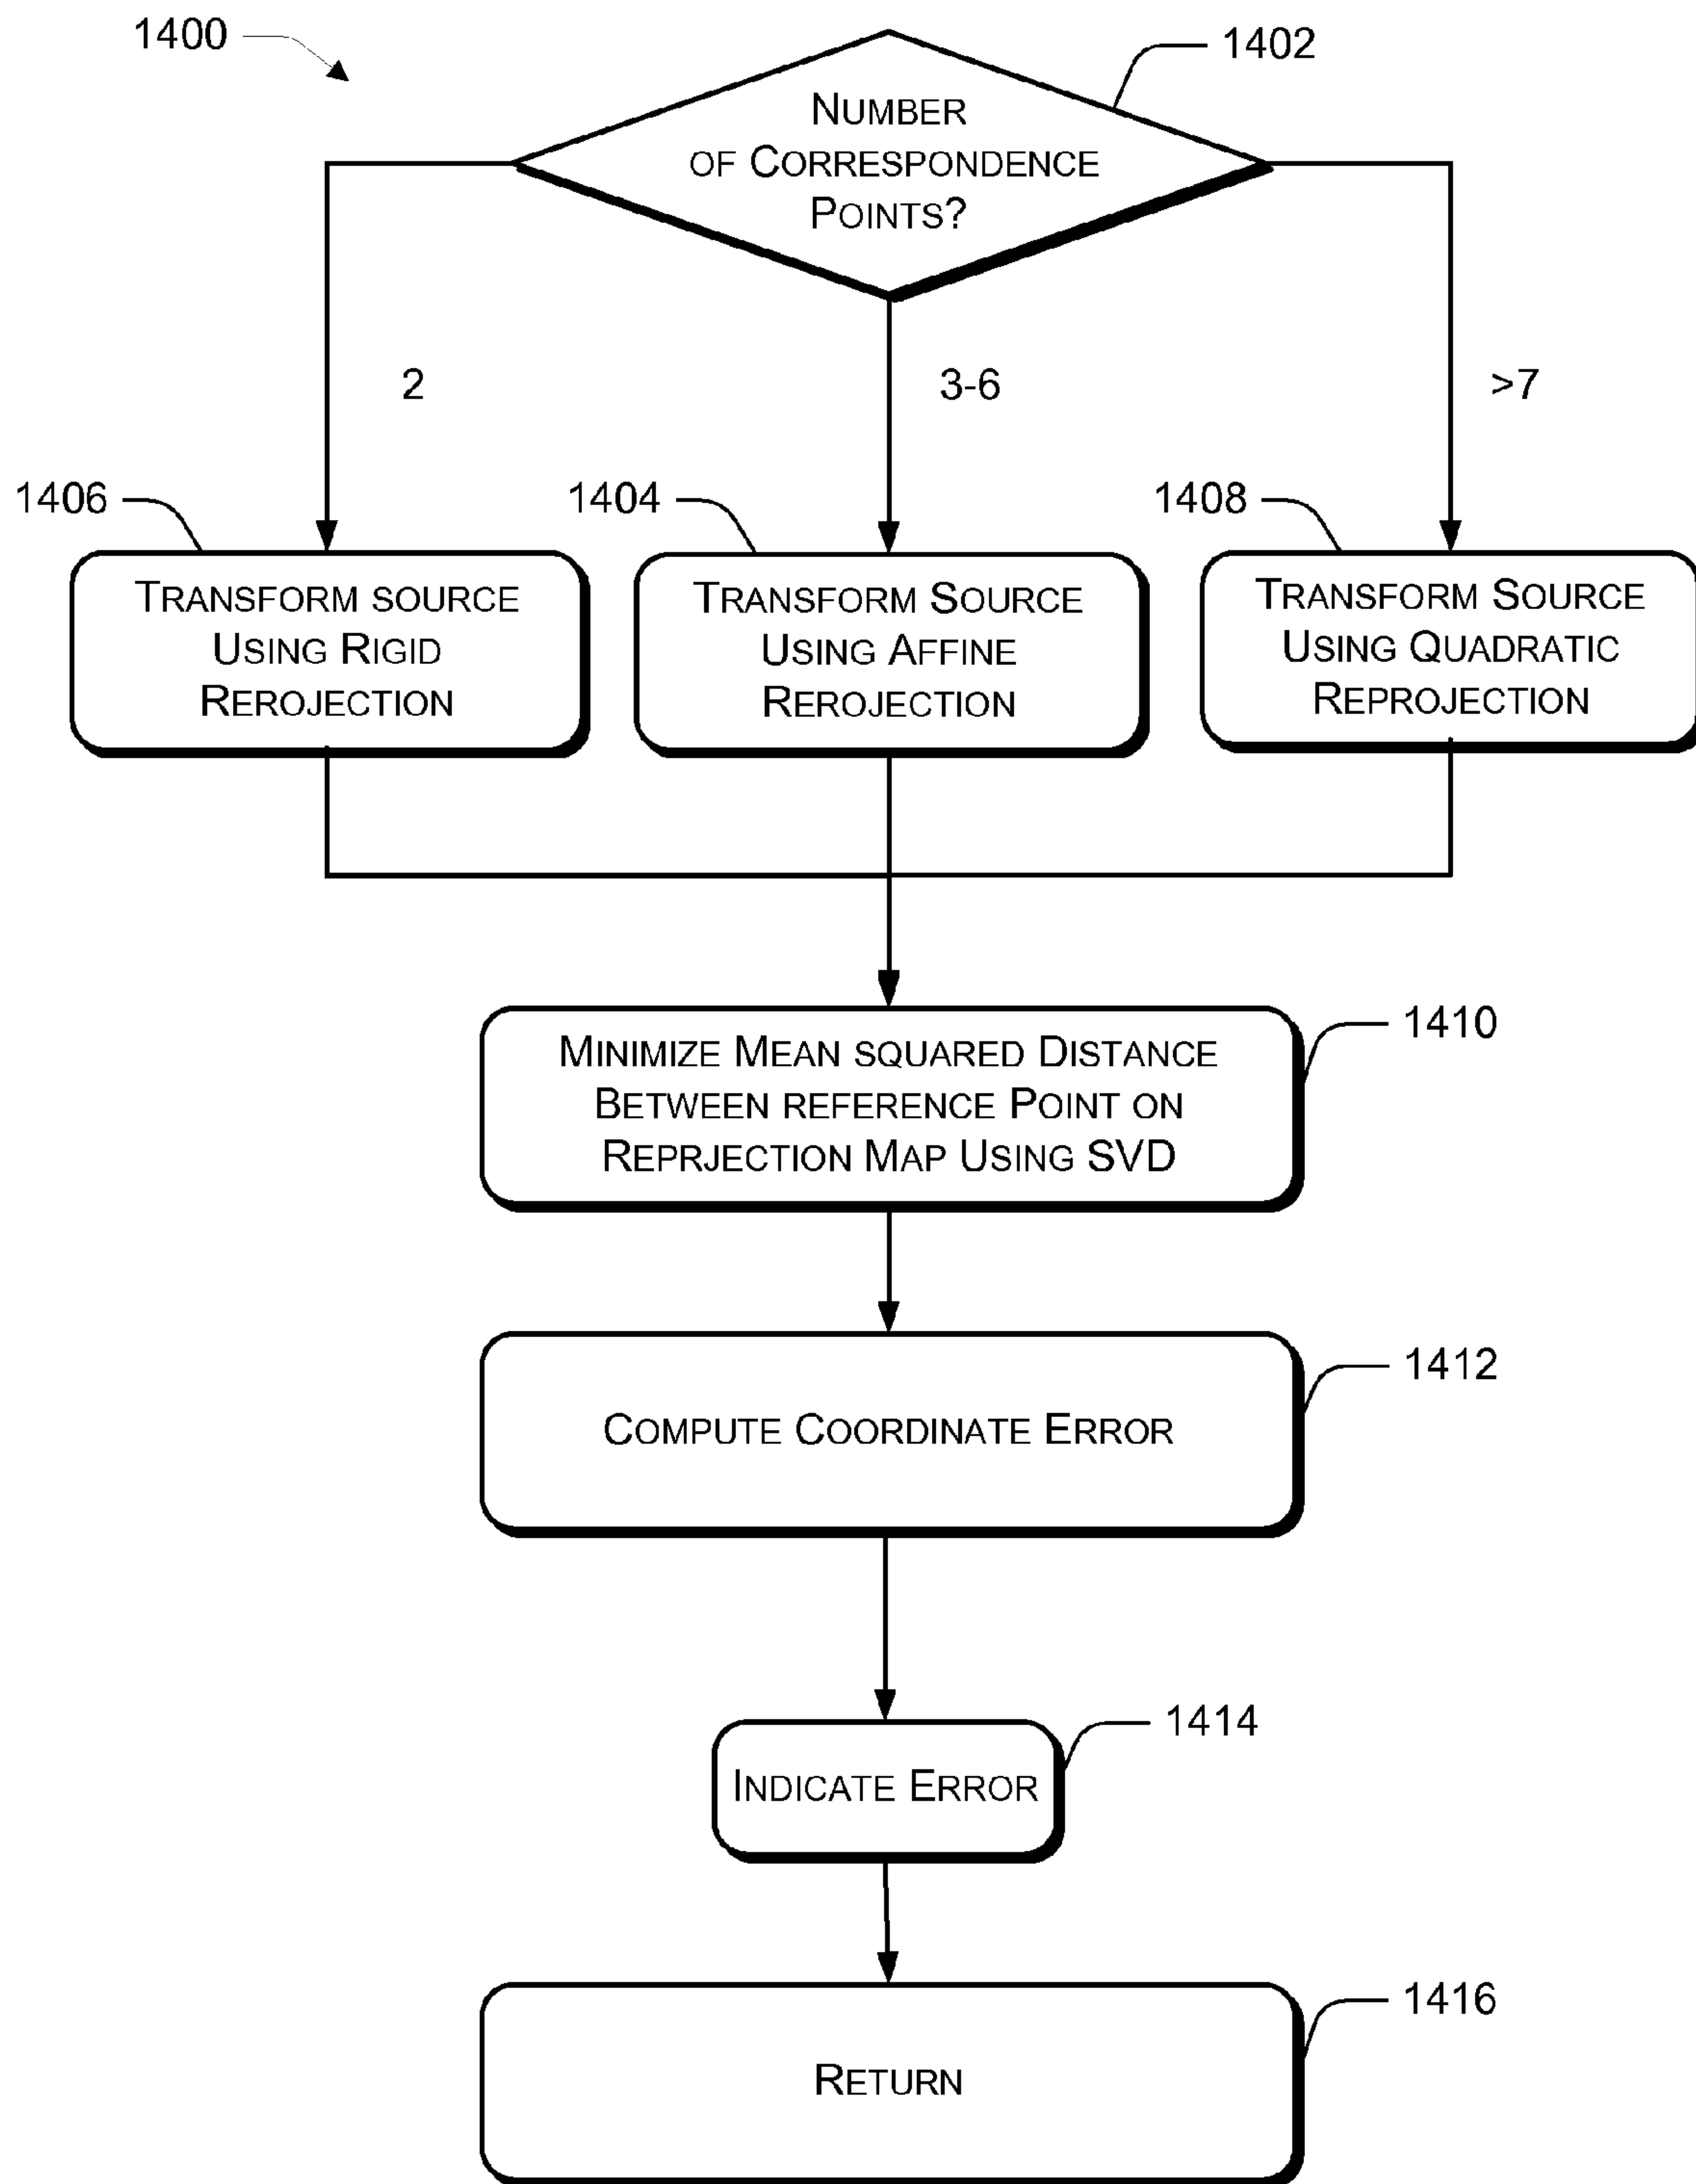 1400
1402
NUMBER
OF CORRESPONDENCE
POINTS?
2
3-6
>7
1406
1404
1408
TRANSFORM SOURCE
USING RIGID
REROJECTION
TRANSFORM SOURCE
USING AFFINE
REROJECTION
TRANSFORM SOURCE
USING QUADRATIC
REPROJECTION
1410
MINIMIZE MEAN SQUARED DISTANCE
BETWEEN REFERENCE POINT ON
REPRJECTION MAP USING SVD
1412
COMPUTE COORDINATE ERROR
1414
INDICATE ERROR
1416
RETURN